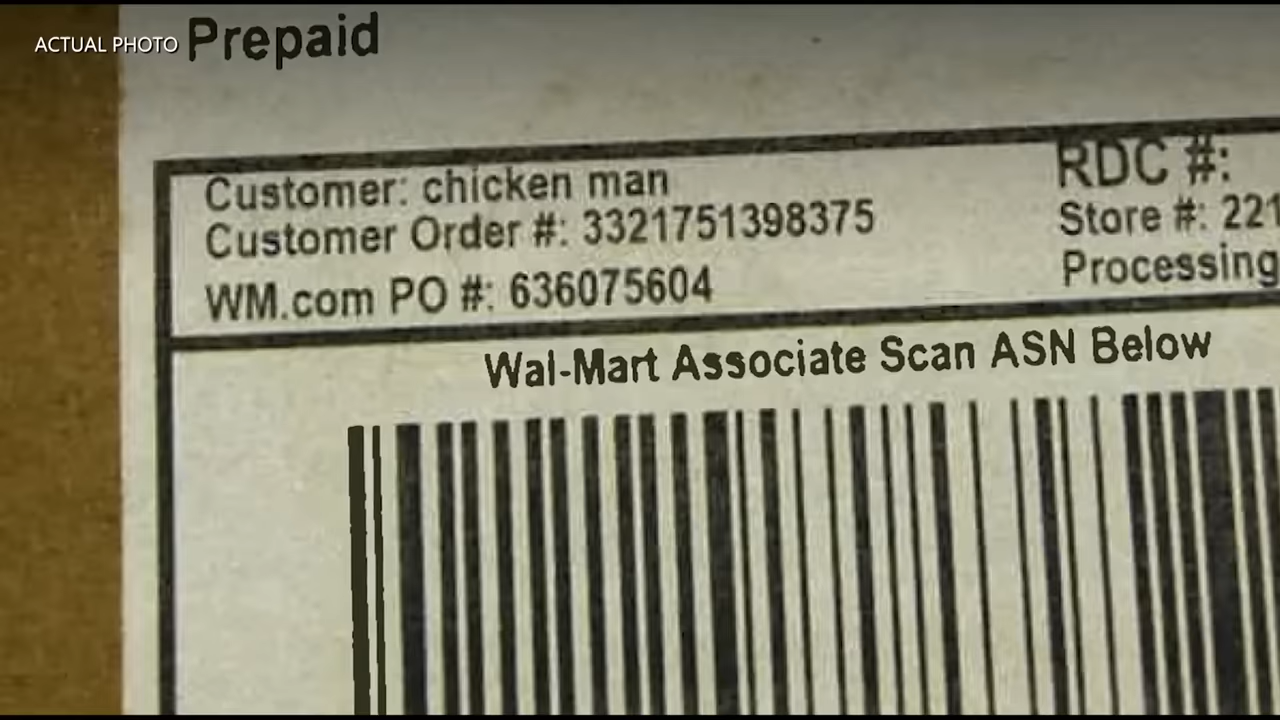 ACTUAL PHOTO
Prepaid
Customer: chicken man
Customer Order #: 3321751398375
WM.com PO #: 636075604
RDC #:
Store #: 221
Processing
Wal-Mart Associate Scan ASN Below